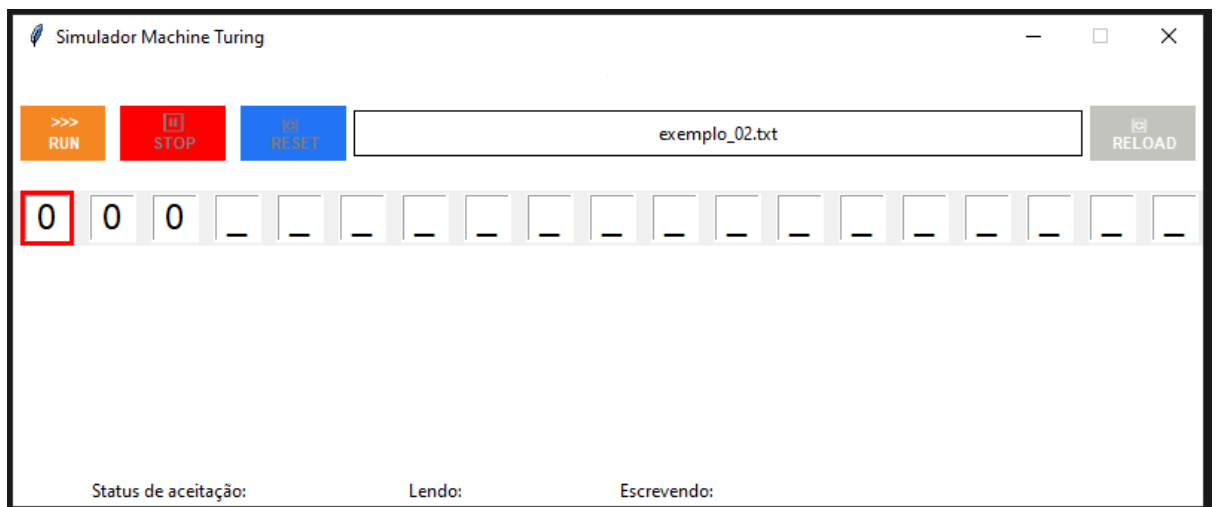 Simulador Machine Turing
>>> 
RUN
STOP
RESET
exemplo_02.txt
RELOAD
0 0 0 _ _ _ _ _ _ _ _ _ _ _ _ _ _ _ _
Status de aceitação: Lendo: Escrevendo: